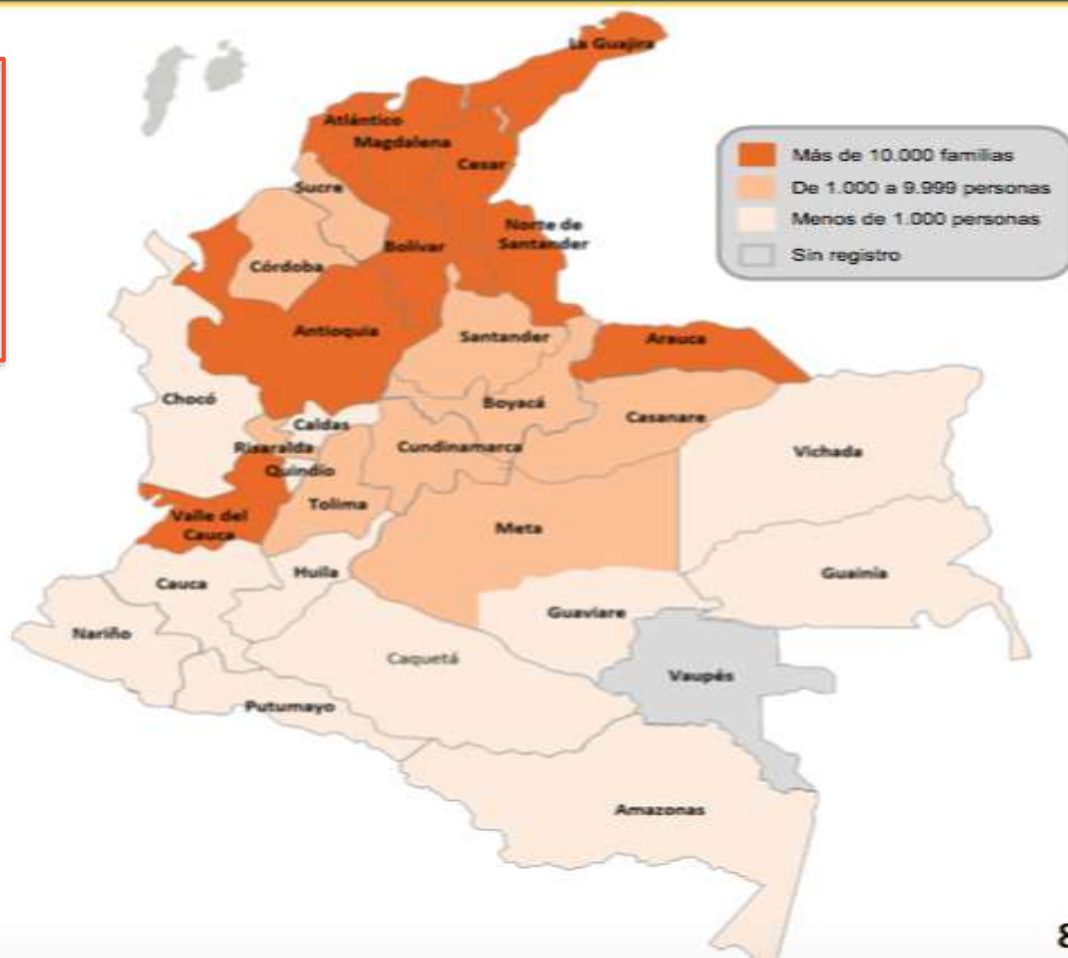 La Guajira
Atlántico
Magdalena
Cesar
Más de 10.000 familias
De 1.000 a 9.999 personas
Menos de 1.000 personas
Sin registro
Sucre
Norte de
Santander
Bolívar
Córdoba
Antioquia
Santander
Arauca
Chocó
Boyacá
Casanare
Caldas
Risaralda
Cundinamarca
Vichada
Quindío
Tolima
Valle del
Cauca
Meta
Cauca
Huila
Guainía
Guaviare
Nariño
Caquetá
Vaupés
Putumayo
Amazonas